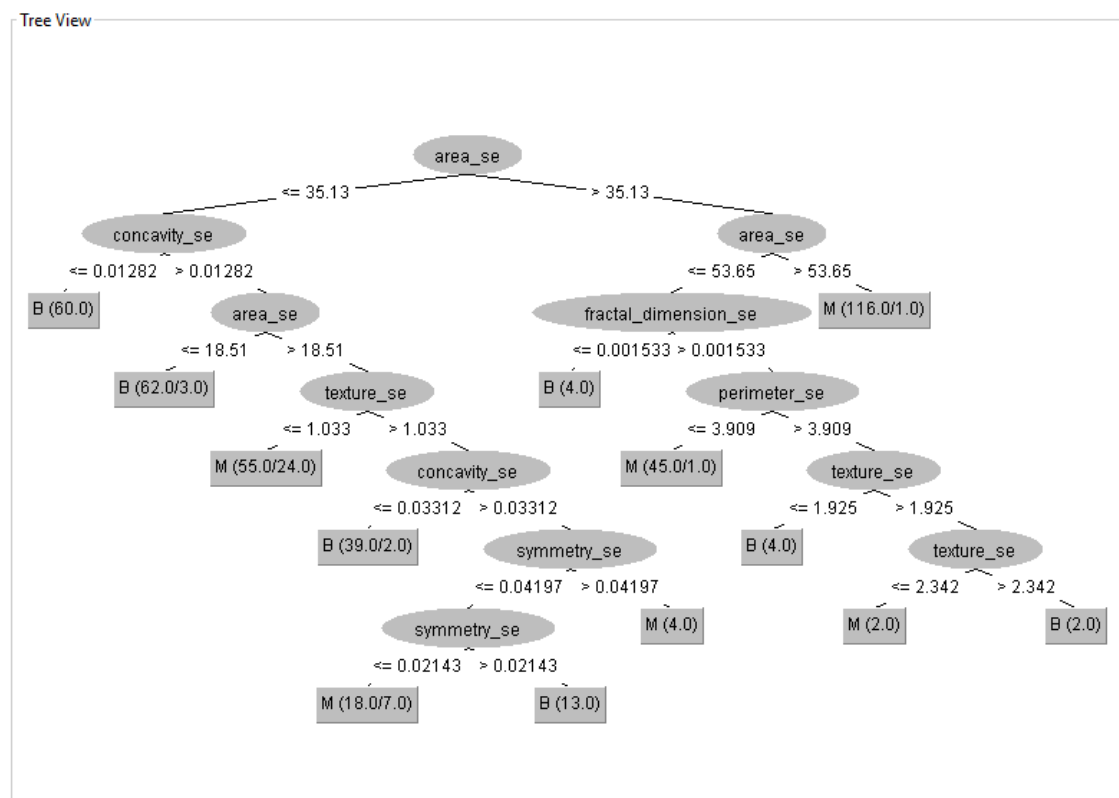 Tree View
area_se
<= 35.13 > 35.13
concavity_se area_se
<= 0.01282 > 0.01282 <= 53.65 > 53.65
B (60.0) area_se fractal_dimension_se M (116.0/1.0)
<= 18.51 > 18.51 <= 0.001533 > 0.001533
B (62.0/3.0) texture_se B (4.0) perimeter_se
<= 1.033 > 1.033 <= 3.909 > 3.909
M (55.0/24.0) concavity_se M (45.0/1.0) texture_se
<= 0.03312 > 0.03312 <= 1.925 > 1.925
B (39.0/2.0) symmetry_se B (4.0) texture_se
<= 0.04197 > 0.04197 <= 2.342 > 2.342
symmetry_se M (4.0) M (2.0) B (2.0)
<= 0.02143 > 0.02143
M (18.0/7.0) B (13.0)